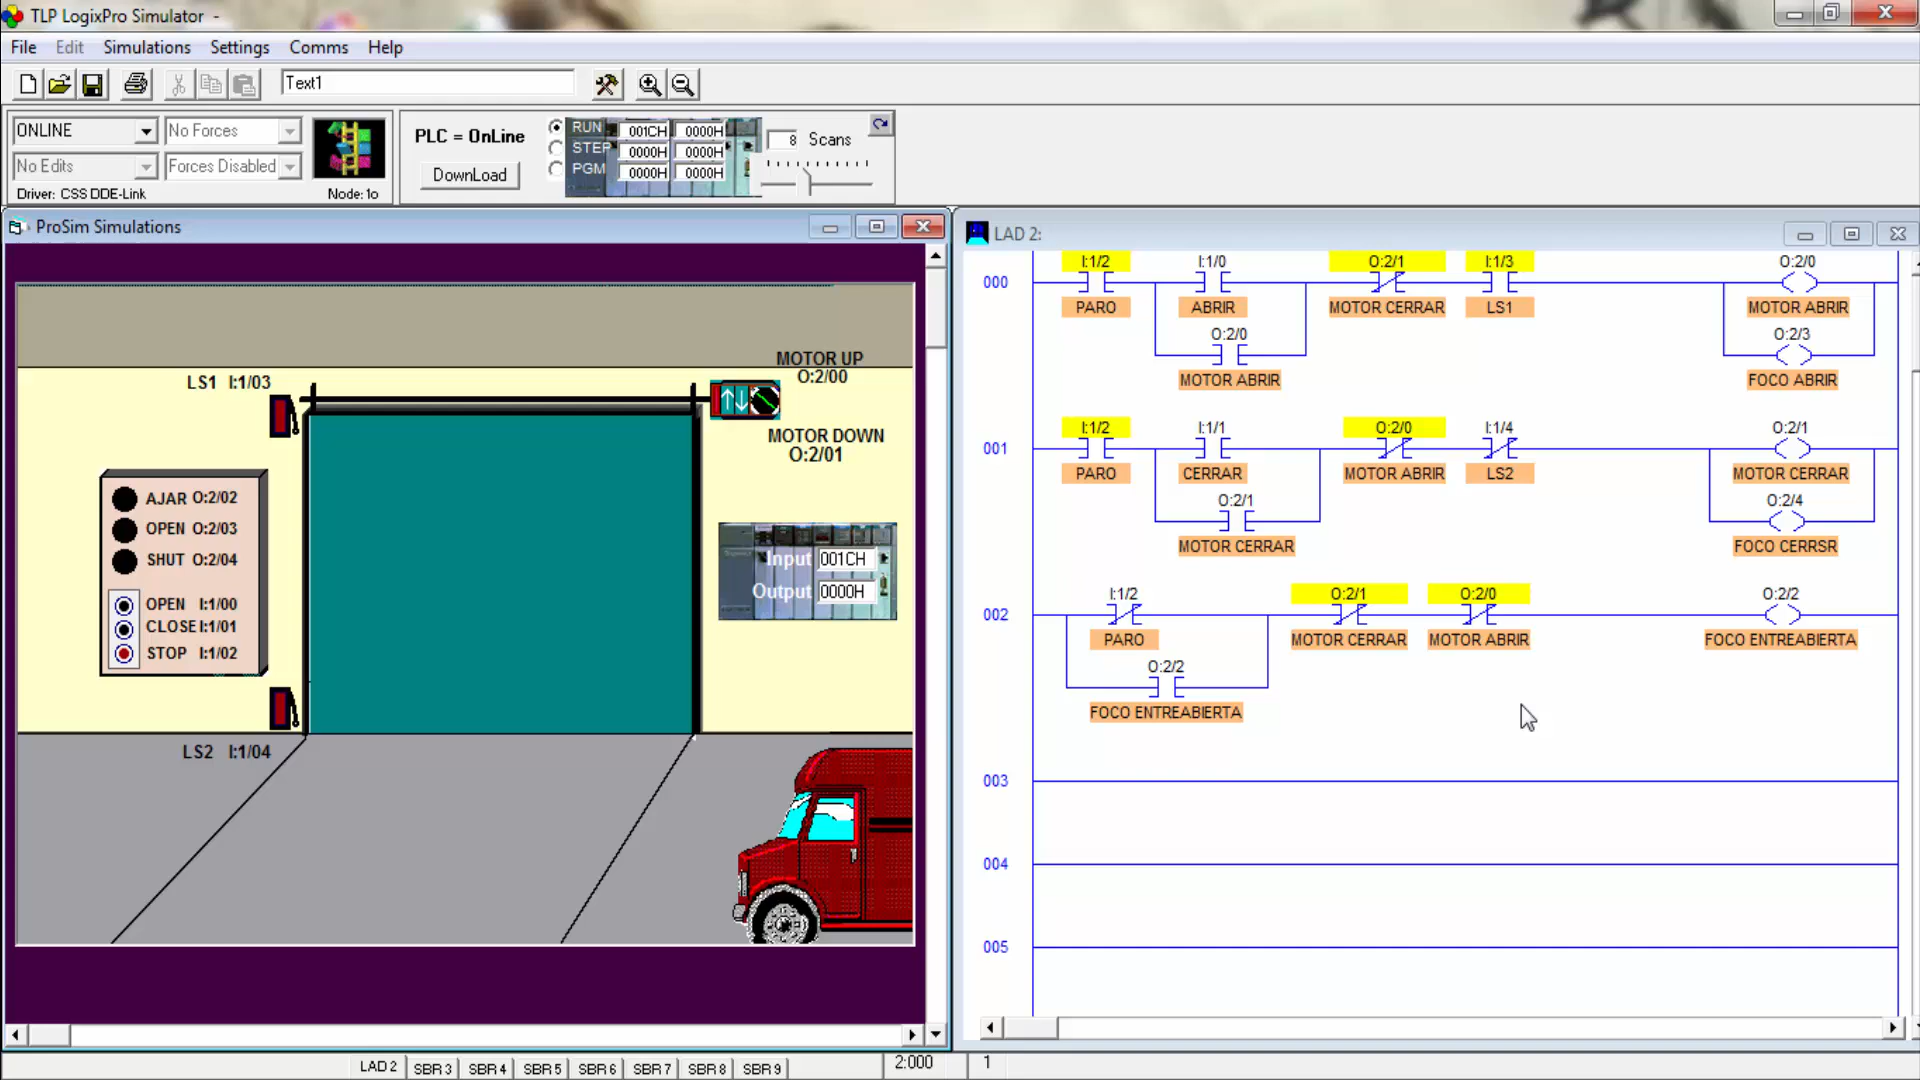 TLP LogixPro Simulator -
File Edit Simulations Settings Comms Help
Text1
ONLINE No Forces
No Edits Forces Disabled
Driver: CSS DDE-Link Node:1o
PLC = OnLine
DownLoad
RUN 001CH 0000H
STEP 0000H 0000H
PGM 0000H 0000H
8 Scans
ProSim Simulations
MOTOR UP
O:2/00
LS1 I:1/03
MOTOR DOWN
O:2/01
AJAR O:2/02
OPEN O:2/03
SHUT O:2/04
OPEN I:1/00
CLOSE I:1/01
STOP I:1/02
Input 001CH
Output 0000H
LS2 I:1/04
LAD 2:
I:1/2 I:1/0 O:2/1 I:1/3 O:2/0
000
PARO ABRIR MOTOR CERRAR LS1 MOTOR ABRIR
O:2/0 O:2/3
MOTOR ABRIR FOCO ABRIR
I:1/2 I:1/1 O:2/0 I:1/4 O:2/1
001
PARO CERRAR MOTOR ABRIR LS2 MOTOR CERRAR
O:2/1 O:2/4
MOTOR CERRAR FOCO CERRSR
I:1/2 O:2/1 O:2/0 O:2/2
002
PARO MOTOR CERRAR MOTOR ABRIR FOCO ENTREABIERTA
O:2/2
FOCO ENTREABIERTA
003
004
005
LAD 2 SBR 3 SBR 4 SBR 5 SBR 6 SBR 7 SBR 8 SBR 9 2:000 1